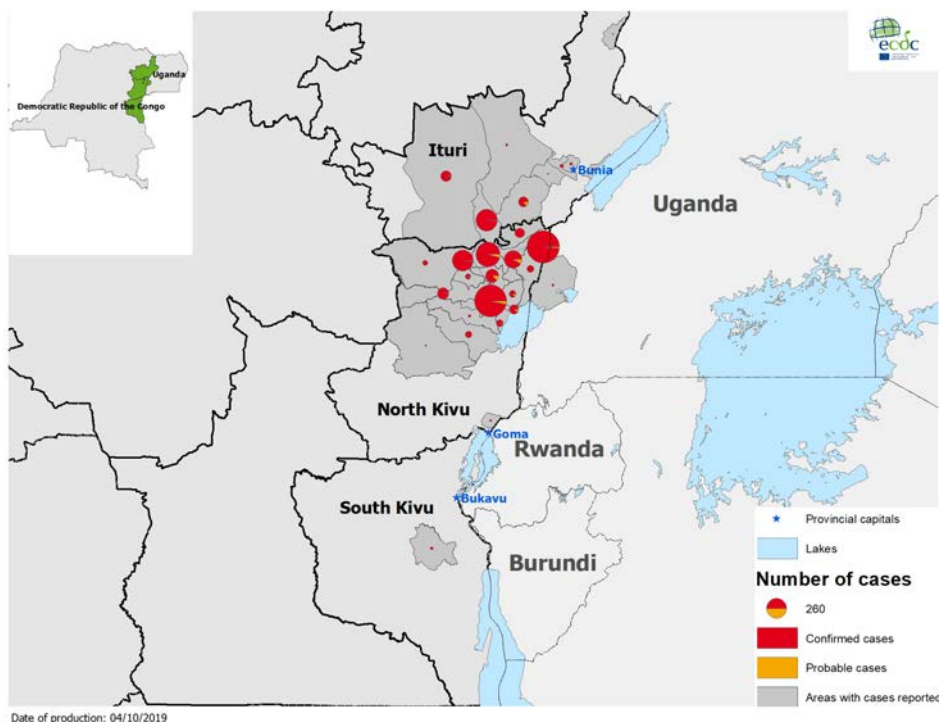 ecdc
Uganda
Democratic Republic of the Congo
Ituri
Bunia
Uganda
North Kivu
Goma
Rwanda
Bukavu
South Kivu
Burundi
Provincial capitals
Lakes
Number of cases
260
Confirmed cases
Probable cases
Areas with cases reported
Date of production: 04/10/2019